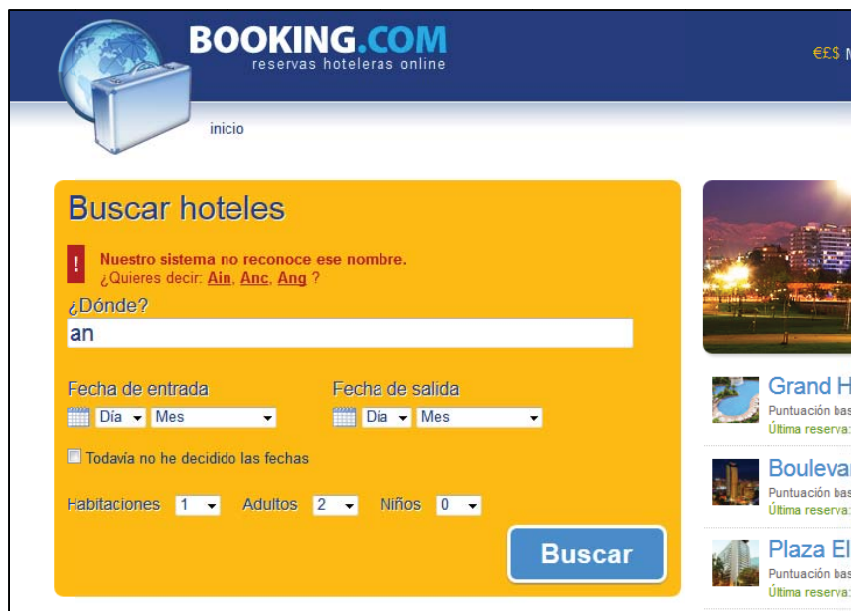 BOOKING.COM
reservas hoteleras online
€£$
inicio
Buscar hoteles
! Nuestro sistema no reconoce ese nombre.
¿Quieres decir: Ain, Anc, Ang ?
¿Dónde?
an
Fecha de entrada Fecha de salida
Día Mes Día Mes
Todavía no he decidido las fechas
Habitaciones 1 Adultos 2 Niños 0
Buscar
Grand H
Puntuación bas
Última reserva:
Bouleva
Puntuación bas
Última reserva:
Plaza El
Puntuación bas
Última reserva: